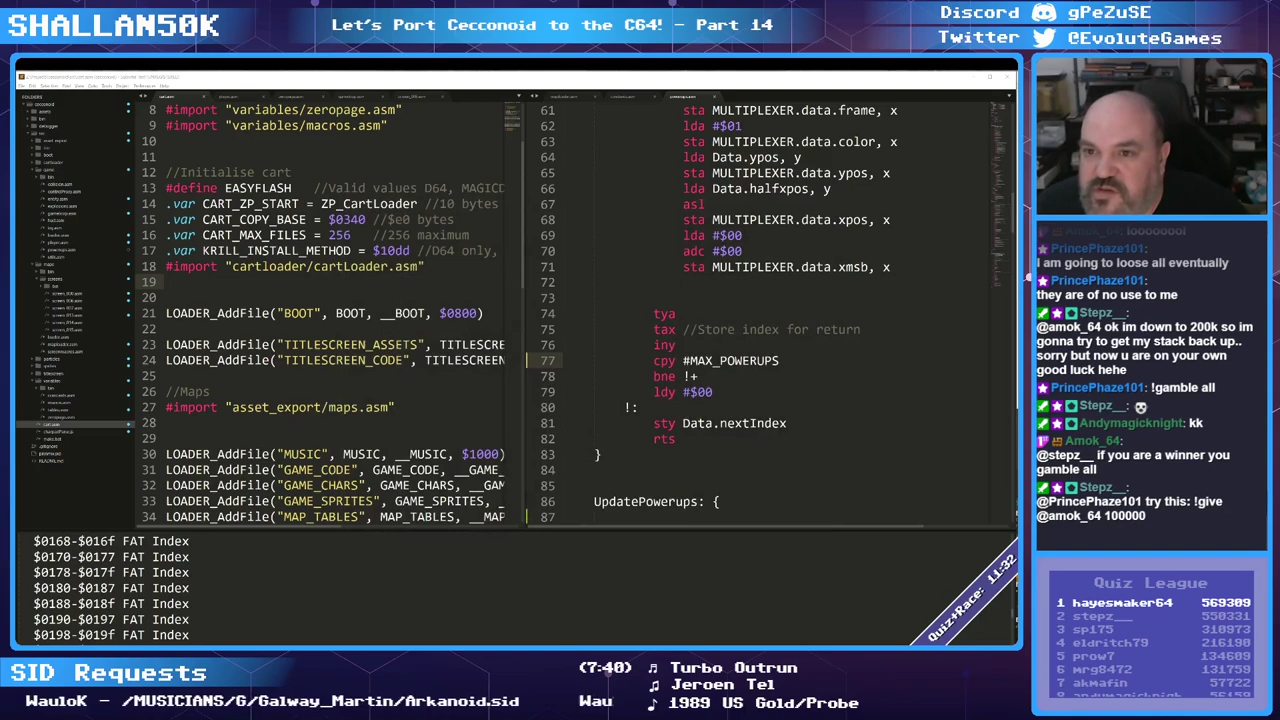 SHALLAN50K
Let's Port Cecconoid to the C64! - Part 14
Discord gPeZuSE
Twitter @EvoluteGames
FOLDERS
8 #import "variables/zeropage.asm"
9 #import "variables/macros.asm"
10
11
12 //Initialise cart
13 #define EASYFLASH //Valid values D64, MAGICD
14 .var CART_ZP_START = ZP_CartLoader //10 bytes
15 .var CART_COPY_BASE = $0340 //$e0 bytes
16 .var CART_MAX_FILES = 256 //256 maximum
17 .var KRILL_INSTALL_METHOD = $10dd //D64 only,
18 #import "cartloader/cartLoader.asm"
19
20
21 LOADER_AddFile("BOOT", BOOT, __BOOT, $0800)
22
23 LOADER_AddFile("TITLESCREEN_ASSETS", TITLESCRE
24 LOADER_AddFile("TITLESCREEN_CODE", TITLESCREEN
25
26 //Maps
27 #import "asset_export/maps.asm"
28
29
30 LOADER_AddFile("MUSIC", MUSIC, __MUSIC, $1000)
31 LOADER_AddFile("GAME_CODE", GAME_CODE, __GAME_
32 LOADER_AddFile("GAME_CHARS", GAME_CHARS, __GAM
33 LOADER_AddFile("GAME_SPRITES", GAME_SPRITES,
34 LOADER_AddFile("MAP_TABLES", MAP_TABLES, __MAP
61 sta MULTIPLEXER.data.frame, x
62 lda #$01
63 sta MULTIPLEXER.data.color, x
64 lda Data.ypos, y
65 sta MULTIPLEXER.data.ypos, x
66 lda Data.halfxpos, y
67 asl
68 sta MULTIPLEXER.data.xpos, x
69 lda #$00
70 adc #$00
71 sta MULTIPLEXER.data.xmsb, x
72
73
74 tya
75 tax //Store index for return
76 iny
77 cpy #MAX_POWERUPS
78 bne !+
79 ldy #$00
80 !:
81 sty Data.nextIndex
82 rts
83 }
85
86 UpdatePowerups: {
87
$0168-$016f FAT Index
$0170-$0177 FAT Index
$0178-$017f FAT Index
$0180-$0187 FAT Index
$0188-$018f FAT Index
$0190-$0197 FAT Index
$0198-$019f FAT Index
Quiz+Race: 11:32
Amok_64: looooooool
PrincePhaze101:
I am going to loose all eventually
PrincePhaze101:
they are of no use to me
Stepz__:
@amok_64 ok im down to 200k so im
gonna try to get my stack back up..
sorry but now u are on your own
good luck hehe
PrincePhaze101: !gamble all
Stepz__:
Andymagicknight: kk
Amok_64:
@stepz__ if you are a winner you
gamble all
Stepz__:
@PrincePhaze101 try this: !give
@amok_64 100000
Quiz League
1 hayesmaker64 569309
2 stepz__ 550331
3 sp175 310973
4 eldritch79 216190
5 prow7 134609
6 mrg8472 131759
7 akmafin 57722
SID Requests
(7:40) ♫ Turbo Outrun
♫ Jeroen Tel
♪ 1989 US Gold/Probe
WauloK - /MUSICIANS/G/Galway_Mart
kanoid.sid
Wau